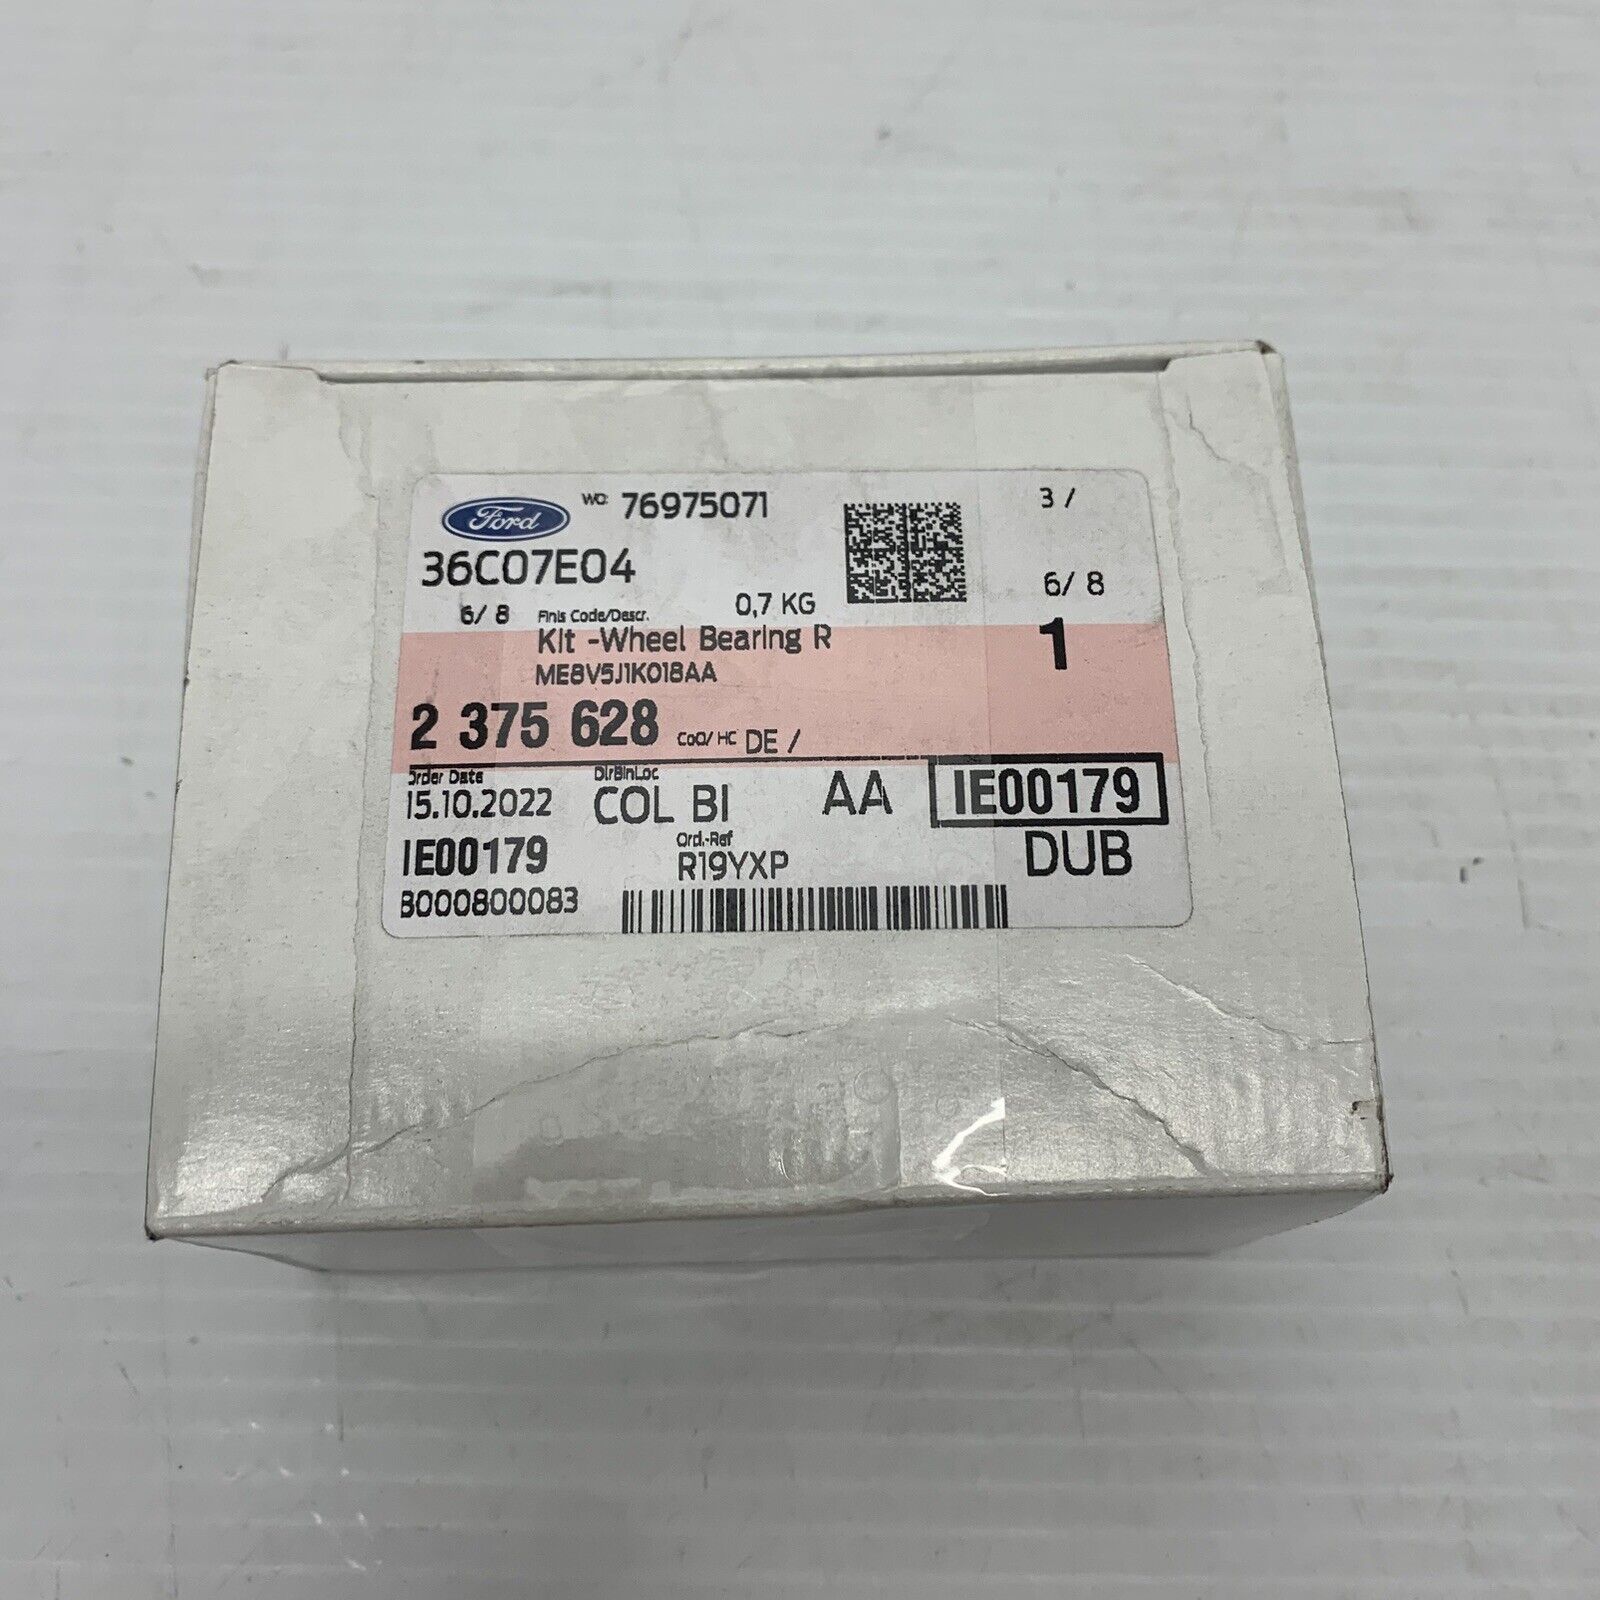 Ford WO: 76975071 3 /
36C07E04
6/ 8 Finis Code/Descr. 0,7 KG 6/ 8
Kit -Wheel Bearing R 1
ME8V5J1K018AA
2 375 628 CoO/ HC DE /
Order Date DlrBinLoc
15.10.2022 COL BI AA IE00179
IE00179 Ord.-Ref DUB
R19YXP
B000800083